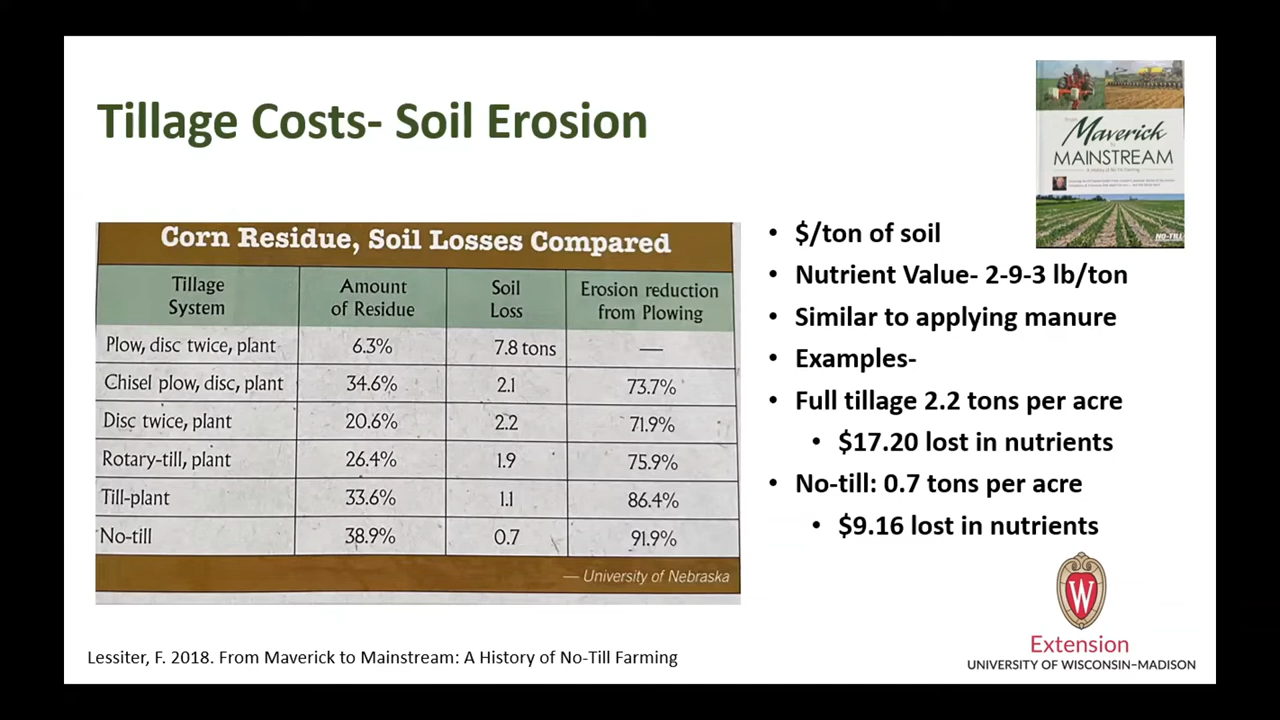 Tillage Costs- Soil Erosion
Maverick
MAINSTREAM
A History of No-Till Farming
NO-TILL
Corn Residue, Soil Losses Compared
Tillage System
Amount of Residue
Soil Loss
Erosion reduction from Plowing
Plow, disc twice, plant 6.3% 7.8 tons —
Chisel plow, disc, plant 34.6% 2.1 73.7%
Disc twice, plant 20.6% 2.2 71.9%
Rotary-till, plant 26.4% 1.9 75.9%
Till-plant 33.6% 1.1 86.4%
No-till 38.9% 0.7 91.9%
— University of Nebraska
• $/ton of soil
• Nutrient Value- 2-9-3 lb/ton
• Similar to applying manure
• Examples-
• Full tillage 2.2 tons per acre
• $17.20 lost in nutrients
• No-till: 0.7 tons per acre
• $9.16 lost in nutrients
W
Extension
UNIVERSITY OF WISCONSIN–MADISON
Lessiter, F. 2018. From Maverick to Mainstream: A History of No-Till Farming